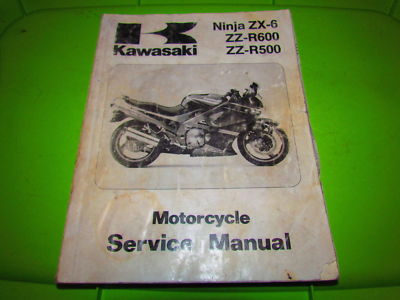 Kawasaki
Ninja ZX-6
ZZ-R600
ZZ-R500
Motorcycle
Service Manual